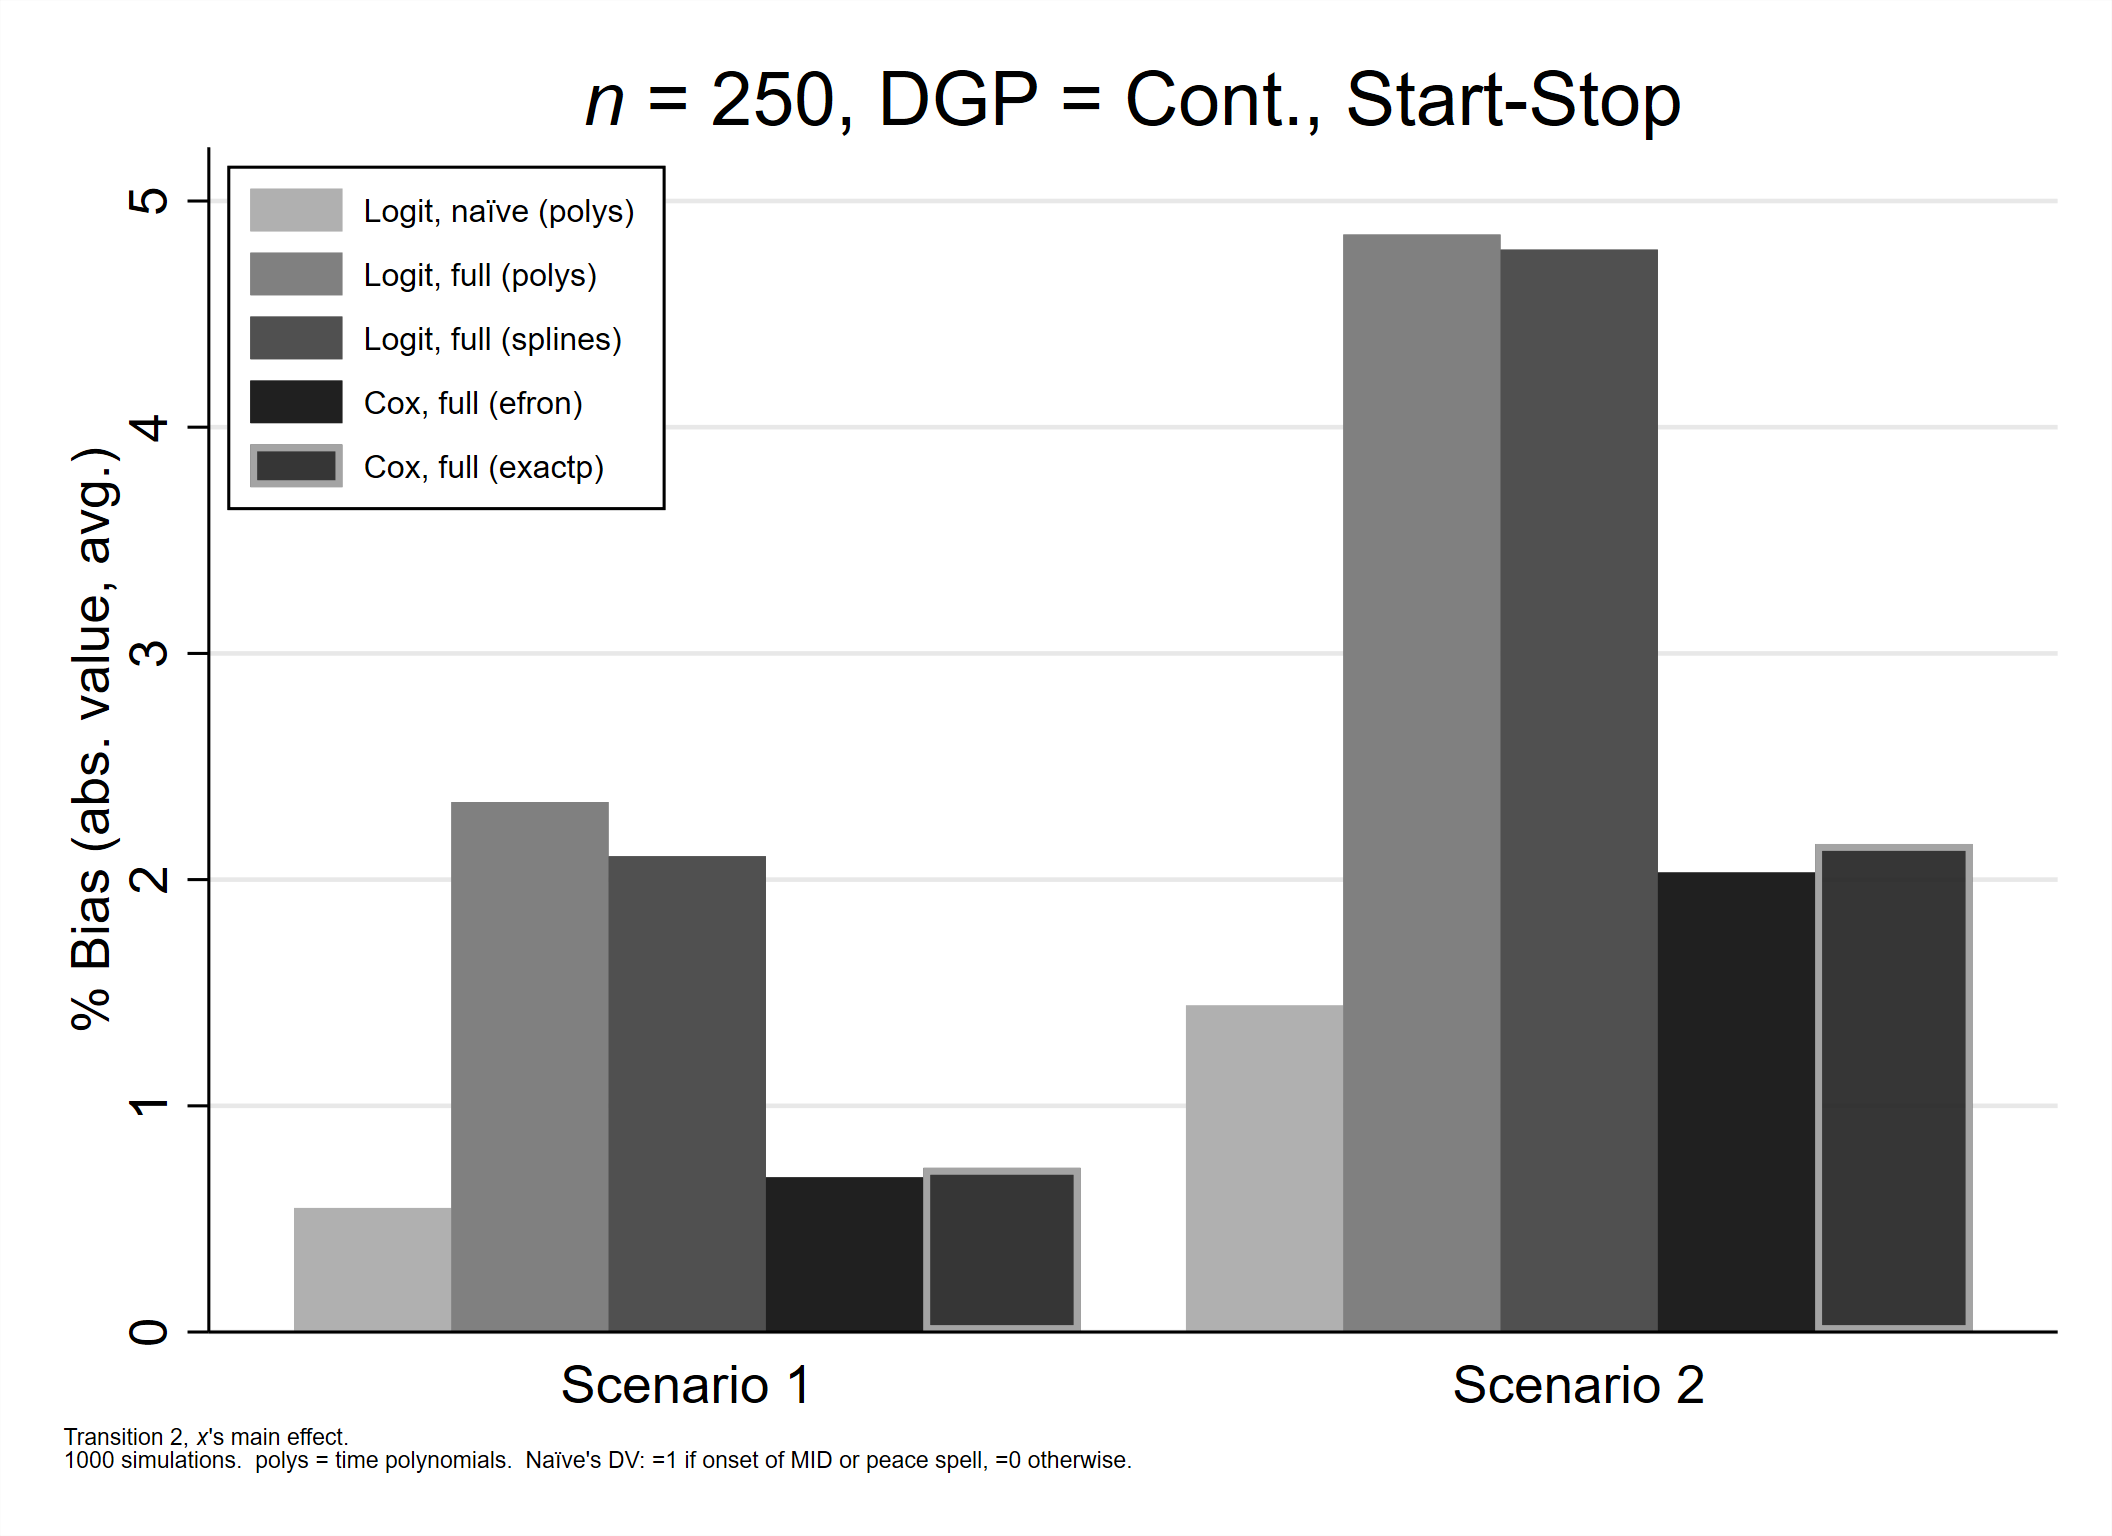 n = 250, DGP = Cont., Start-Stop
% Bias (abs. value, avg.)
5
4
3
2
1
0
Logit, naïve (polys)
Logit, full (polys)
Logit, full (splines)
Cox, full (efron)
Cox, full (exactp)
Scenario 1
Scenario 2
Transition 2, x's main effect.
1000 simulations.  polys = time polynomials.  Naïve's DV: =1 if onset of MID or peace spell, =0 otherwise.